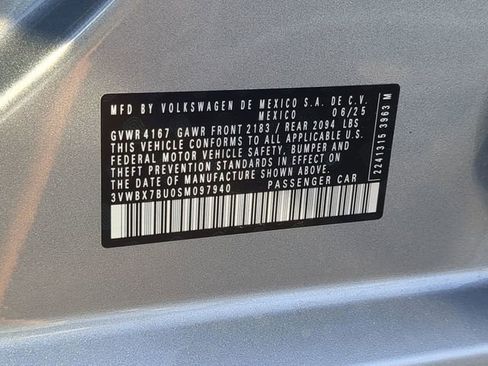 MFD BY VOLKSWAGEN DE MEXICO S.A. DE C.V.
MEXICO 06/25
GVWR 4167 GAWR FRONT 2183 / REAR 2094 LBS
THIS VEHICLE CONFORMS TO ALL APPLICABLE U.S.
FEDERAL MOTOR VEHICLE SAFETY, BUMPER AND
THEFT PREVENTION STANDARDS IN EFFECT ON
THE DATE OF MANUFACTURE SHOWN ABOVE.
3VWBX7BU0SM097940 PASSENGER CAR
2241315 3963 M